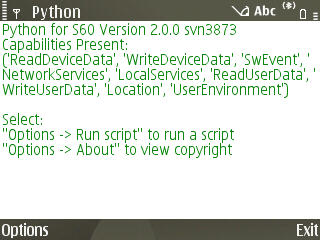 Python
Abc
Python for S60 Version 2.0.0 svn3873
Capabilities Present:
('ReadDeviceData', 'WriteDeviceData', 'SwEvent', '
NetworkServices', 'LocalServices', 'ReadUserData', '
WriteUserData', 'Location', 'UserEnvironment')
Select:
"Options -> Run script" to run a script
"Options -> About" to view copyright
Options
Exit